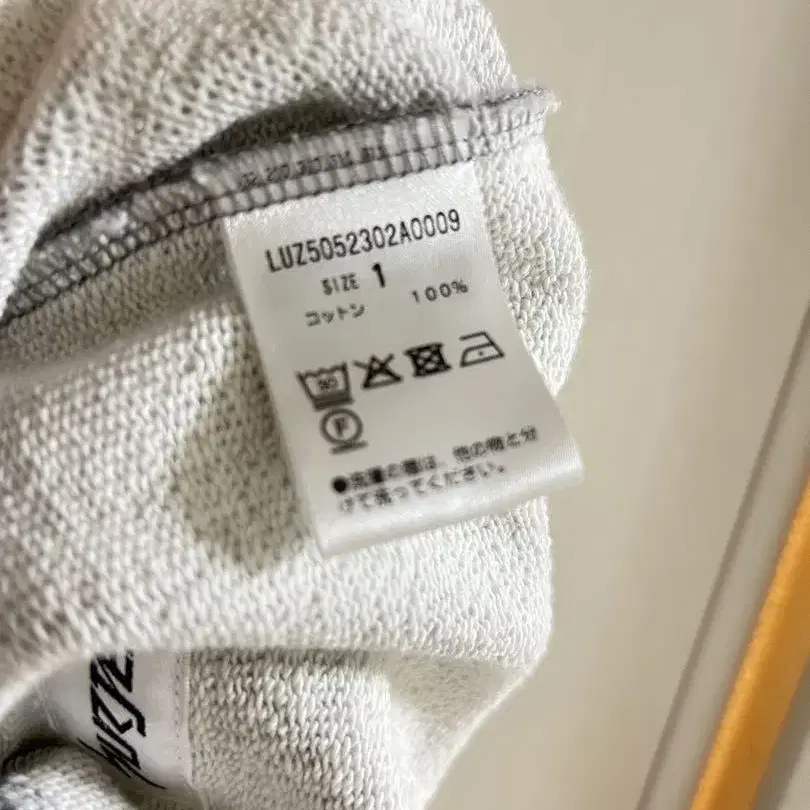 LUZ5052302A0009
SIZE 1
コットン 100%
30
F
●洗濯の際は、他の物と分
けて洗ってください。